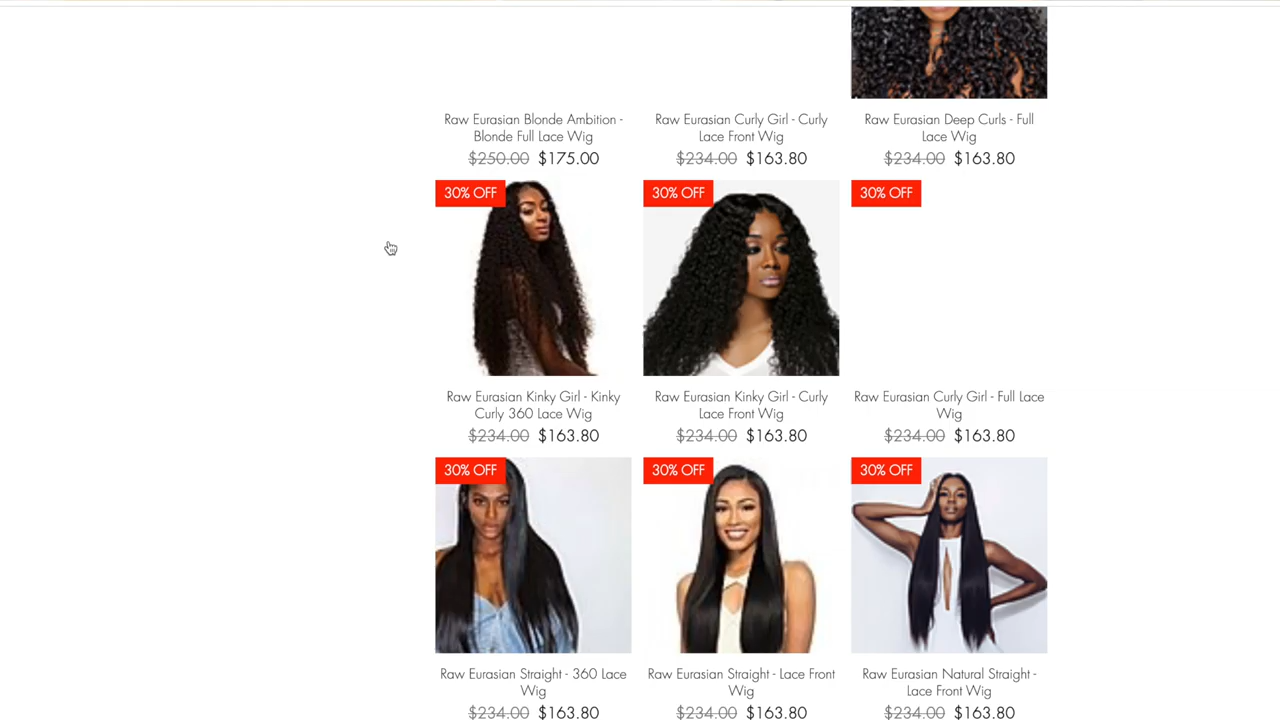 Raw Eurasian Blonde Ambition -
Blonde Full Lace Wig
$250.00 $175.00
Raw Eurasian Curly Girl - Curly
Lace Front Wig
$234.00 $163.80
Raw Eurasian Deep Curls - Full
Lace Wig
$234.00 $163.80
30% OFF
Raw Eurasian Kinky Girl - Kinky
Curly 360 Lace Wig
$234.00 $163.80
30% OFF
Raw Eurasian Kinky Girl - Curly
Lace Front Wig
$234.00 $163.80
30% OFF
Raw Eurasian Curly Girl - Full Lace
Wig
$234.00 $163.80
30% OFF
Raw Eurasian Straight - 360 Lace
Wig
$234.00 $163.80
30% OFF
Raw Eurasian Straight - Lace Front
Wig
$234.00 $163.80
30% OFF
Raw Eurasian Natural Straight -
Lace Front Wig
$234.00 $163.80